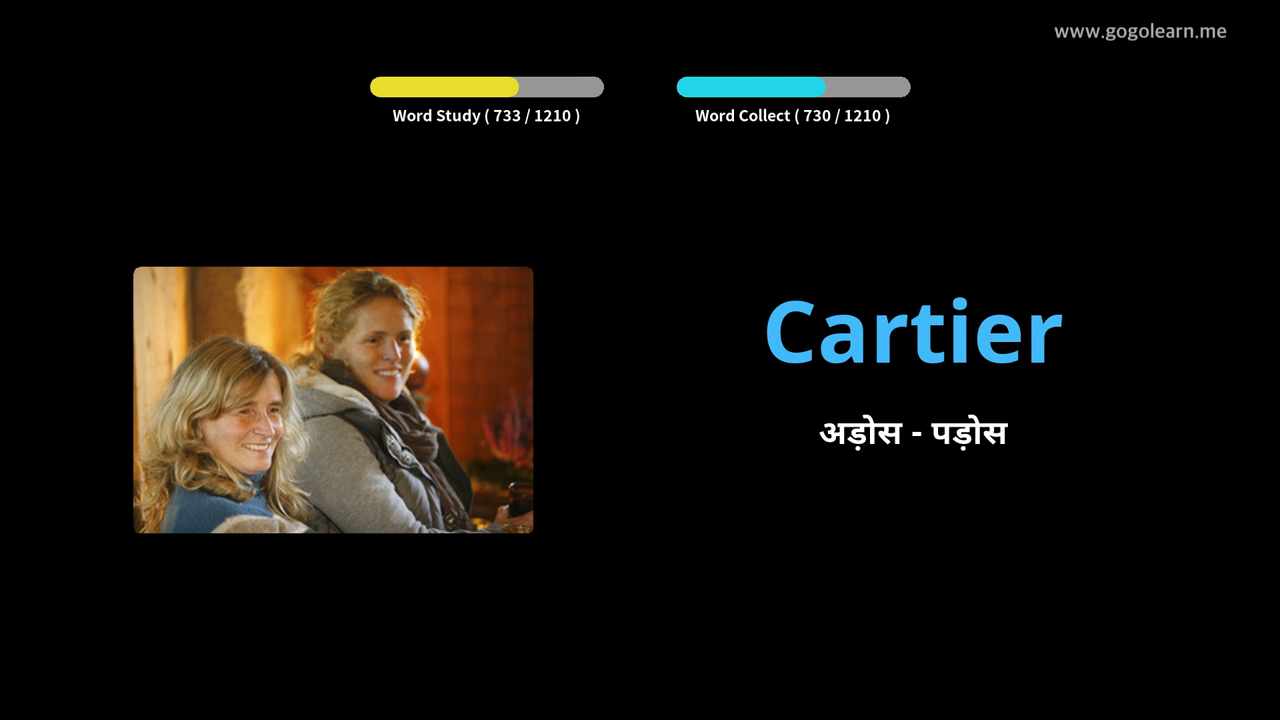 www.gogolearn.me
Word Study ( 733 / 1210 )
Word Collect ( 730 / 1210 )
Cartier
अड़ोस - पड़ोस